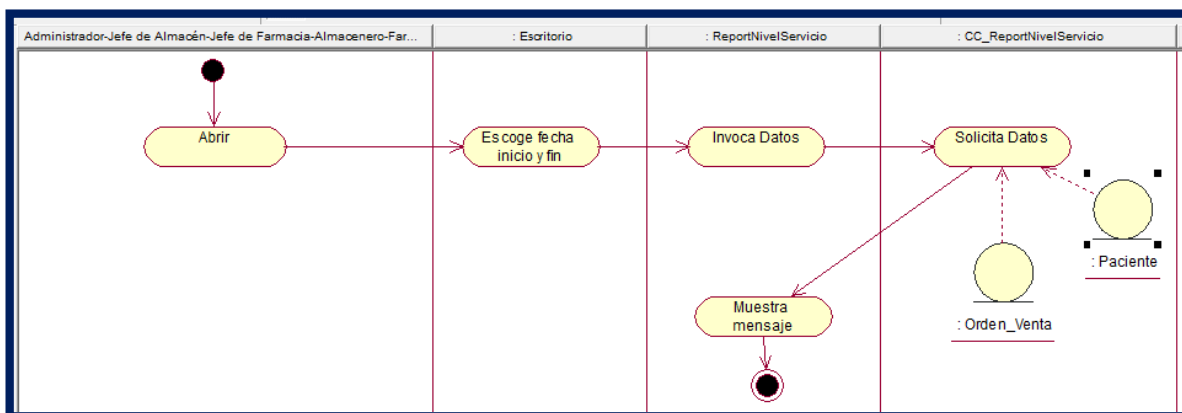 Administrador-Jefe de Almacén-Jefe de Farmacia-Almacenero-Far...
: Escritorio
: ReportNivelServicio
: CC_ReportNivelServicio
Abrir
Escoge fecha
inicio y fin
Invoca Datos
Solicita Datos
: Paciente
Muestra
mensaje
: Orden_Venta